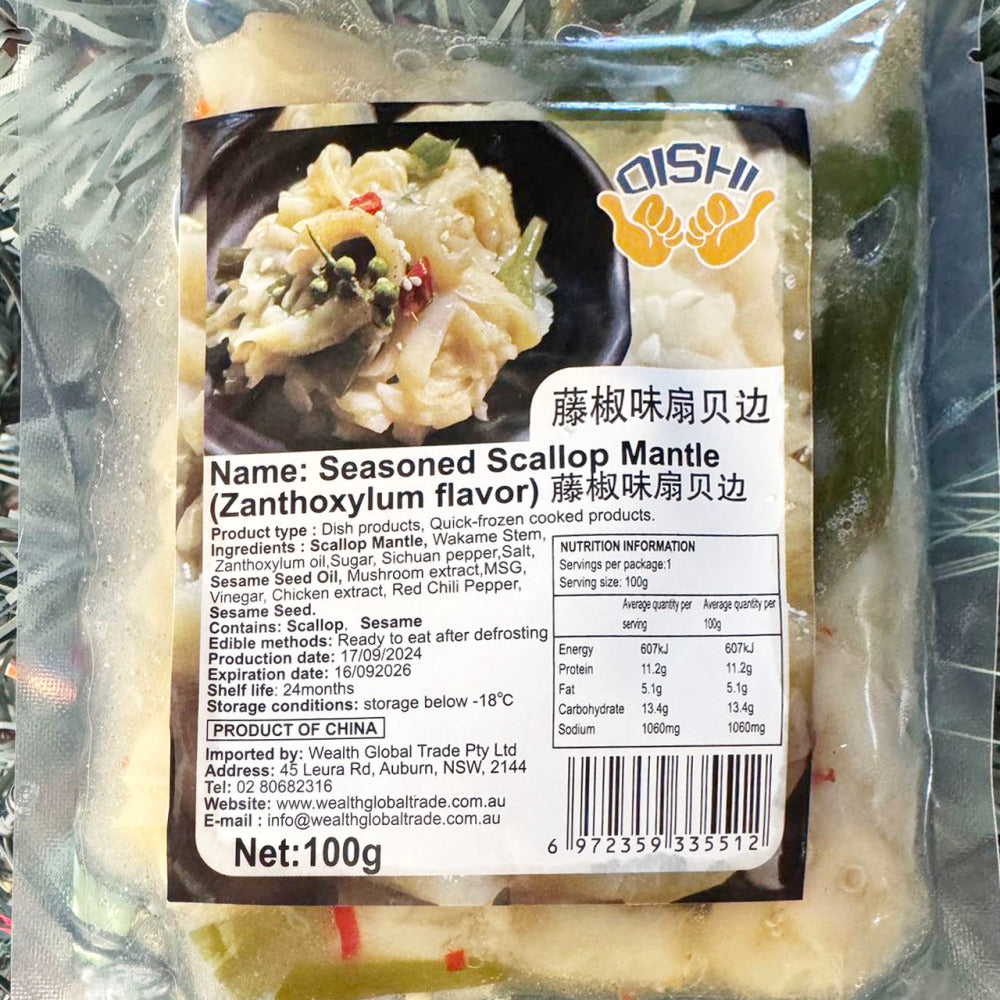 OISHI
藤椒味扇贝边
Name: Seasoned Scallop Mantle
(Zanthoxylum flavor) 藤椒味扇贝边
Product type : Dish products, Quick-frozen cooked products.
Ingredients : Scallop Mantle, Wakame Stem,
Zanthoxylum oil,Sugar, Sichuan pepper,Salt,
Sesame Seed Oil, Mushroom extract,MSG,
Vinegar, Chicken extract, Red Chili Pepper,
Sesame Seed.
Contains: Scallop, Sesame
Edible methods: Ready to eat after defrosting
Production date: 17/09/2024
Expiration date: 16/092026
Shelf life: 24months
Storage conditions: storage below -18℃
PRODUCT OF CHINA
Imported by: Wealth Global Trade Pty Ltd
Address: 45 Leura Rd, Auburn, NSW, 2144
Tel: 02 80682316
Website: www.wealthglobaltrade.com.au
E-mail : info@wealthglobaltrade.com.au
Net:100g
NUTRITION INFORMATION
Servings per package:1
Serving size: 100g
Average quantity per serving Average quantity per 100g
Energy 607kJ 607kJ
Protein 11.2g 11.2g
Fat 5.1g 5.1g
Carbohydrate 13.4g 13.4g
Sodium 1060mg 1060mg
6 972359 335512